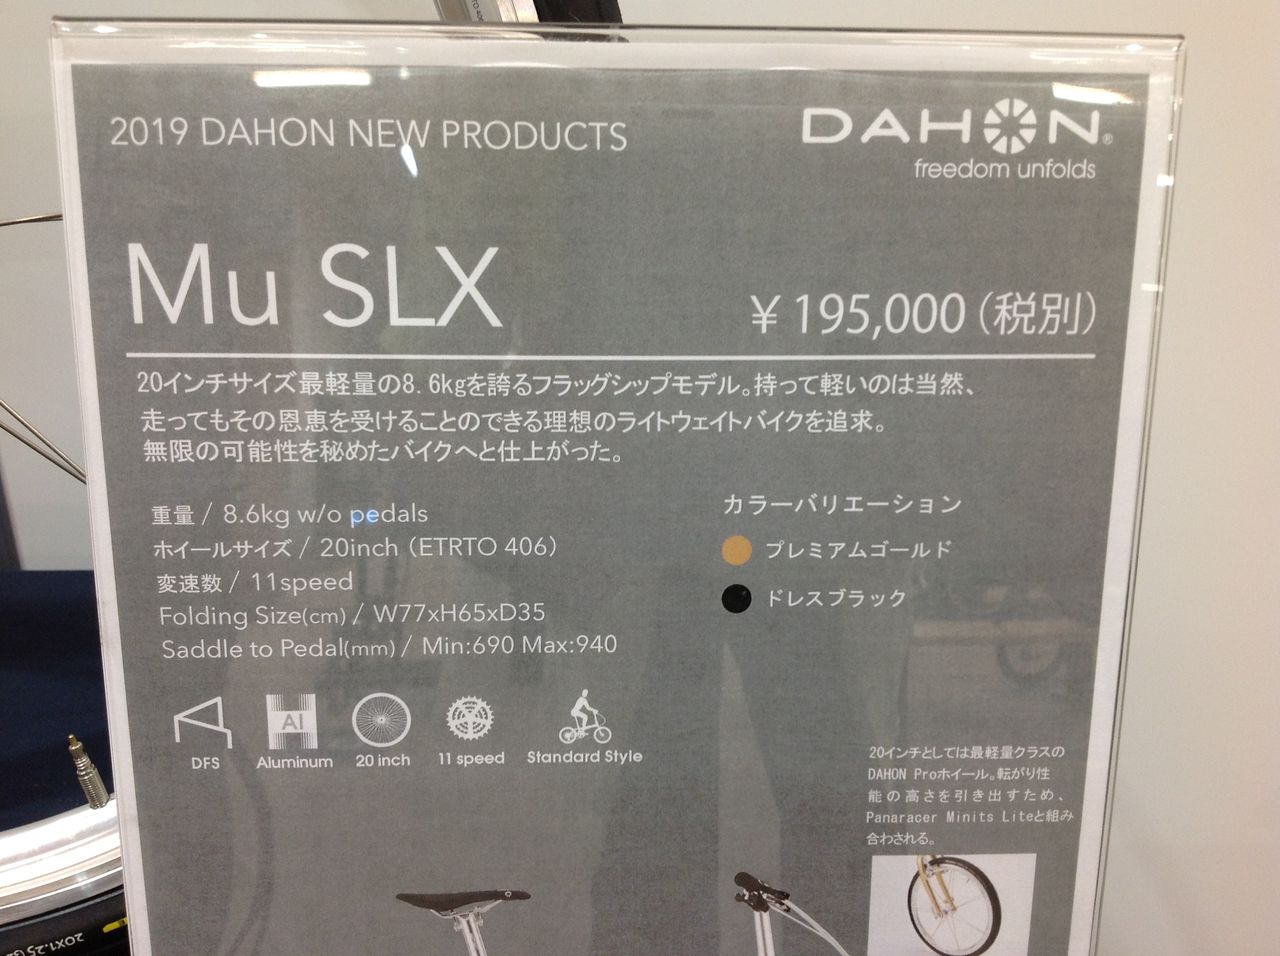 2019 DAHON NEW PRODUCTS
DAHON®
freedom unfolds
Mu SLX
¥ 195,000（税別）
20インチサイズ最軽量の8.6kgを誇るフラッグシップモデル。持って軽いのは当然、
走ってもその恩恵を受けることのできる理想のライトウェイトバイクを追求。
無限の可能性を秘めたバイクへと仕上がった。
重量 / 8.6kg w/o pedals
ホイールサイズ / 20inch（ETRTO 406）
変速数 / 11speed
Folding Size(cm) / W77xH65xD35
Saddle to Pedal(mm) / Min:690 Max:940
カラーバリエーション
プレミアムゴールド
ドレスブラック
Al
DFS
Aluminum
20 inch
11 speed
Standard Style
20インチとしては最軽量クラスの
DAHON Proホイール。転がり性
能の高さを引き出すため、
Panaracer Minits Liteと組み
合わされる。
20X1.25